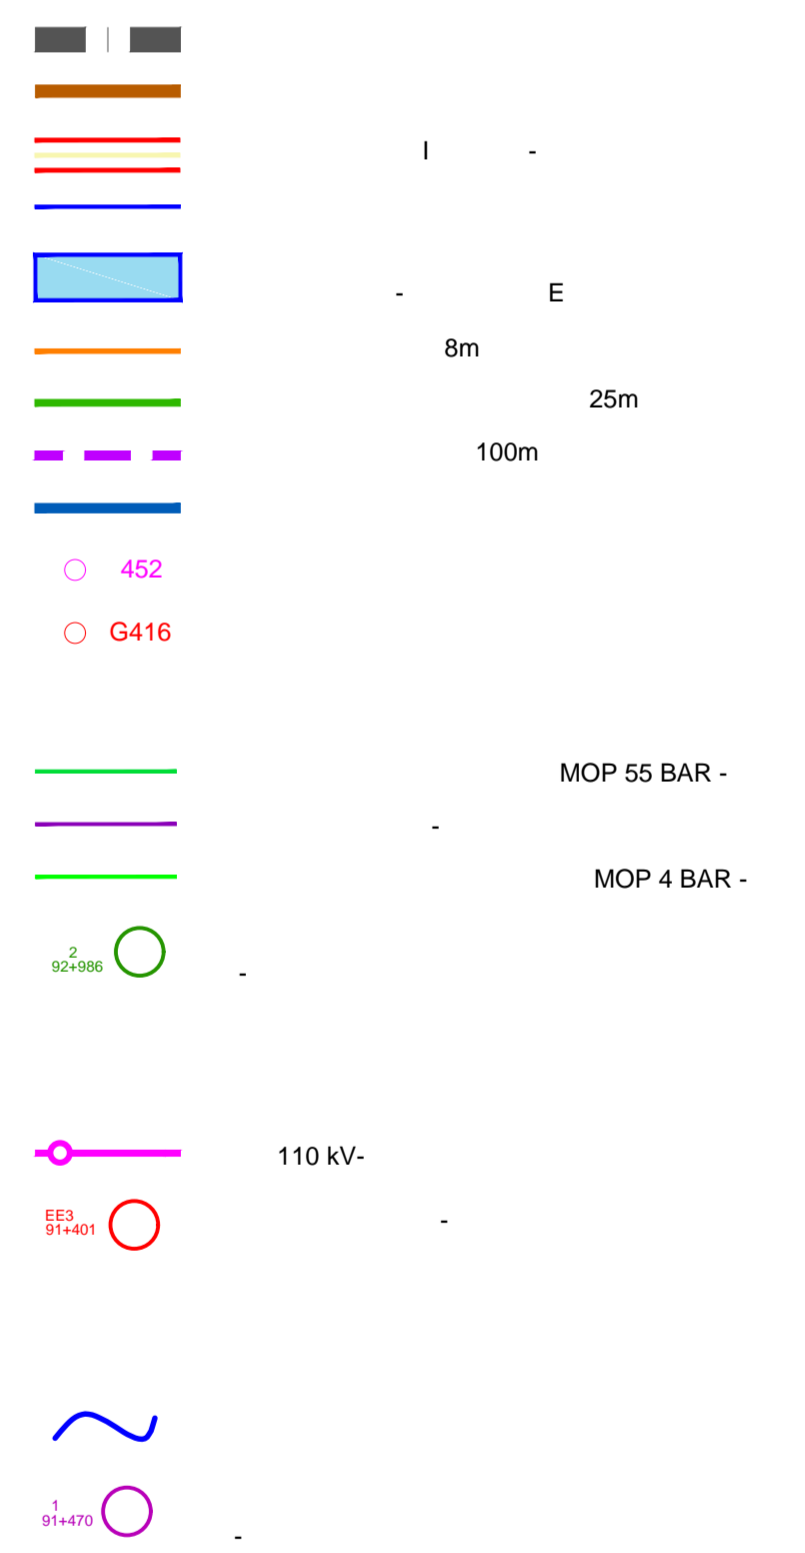 I -
- E
8m
25m
100m
452
G416
MOP 55 BAR -
-
MOP 4 BAR -
2
92+986
-
110 kV-
EE3
91+401
-
1
91+470
-